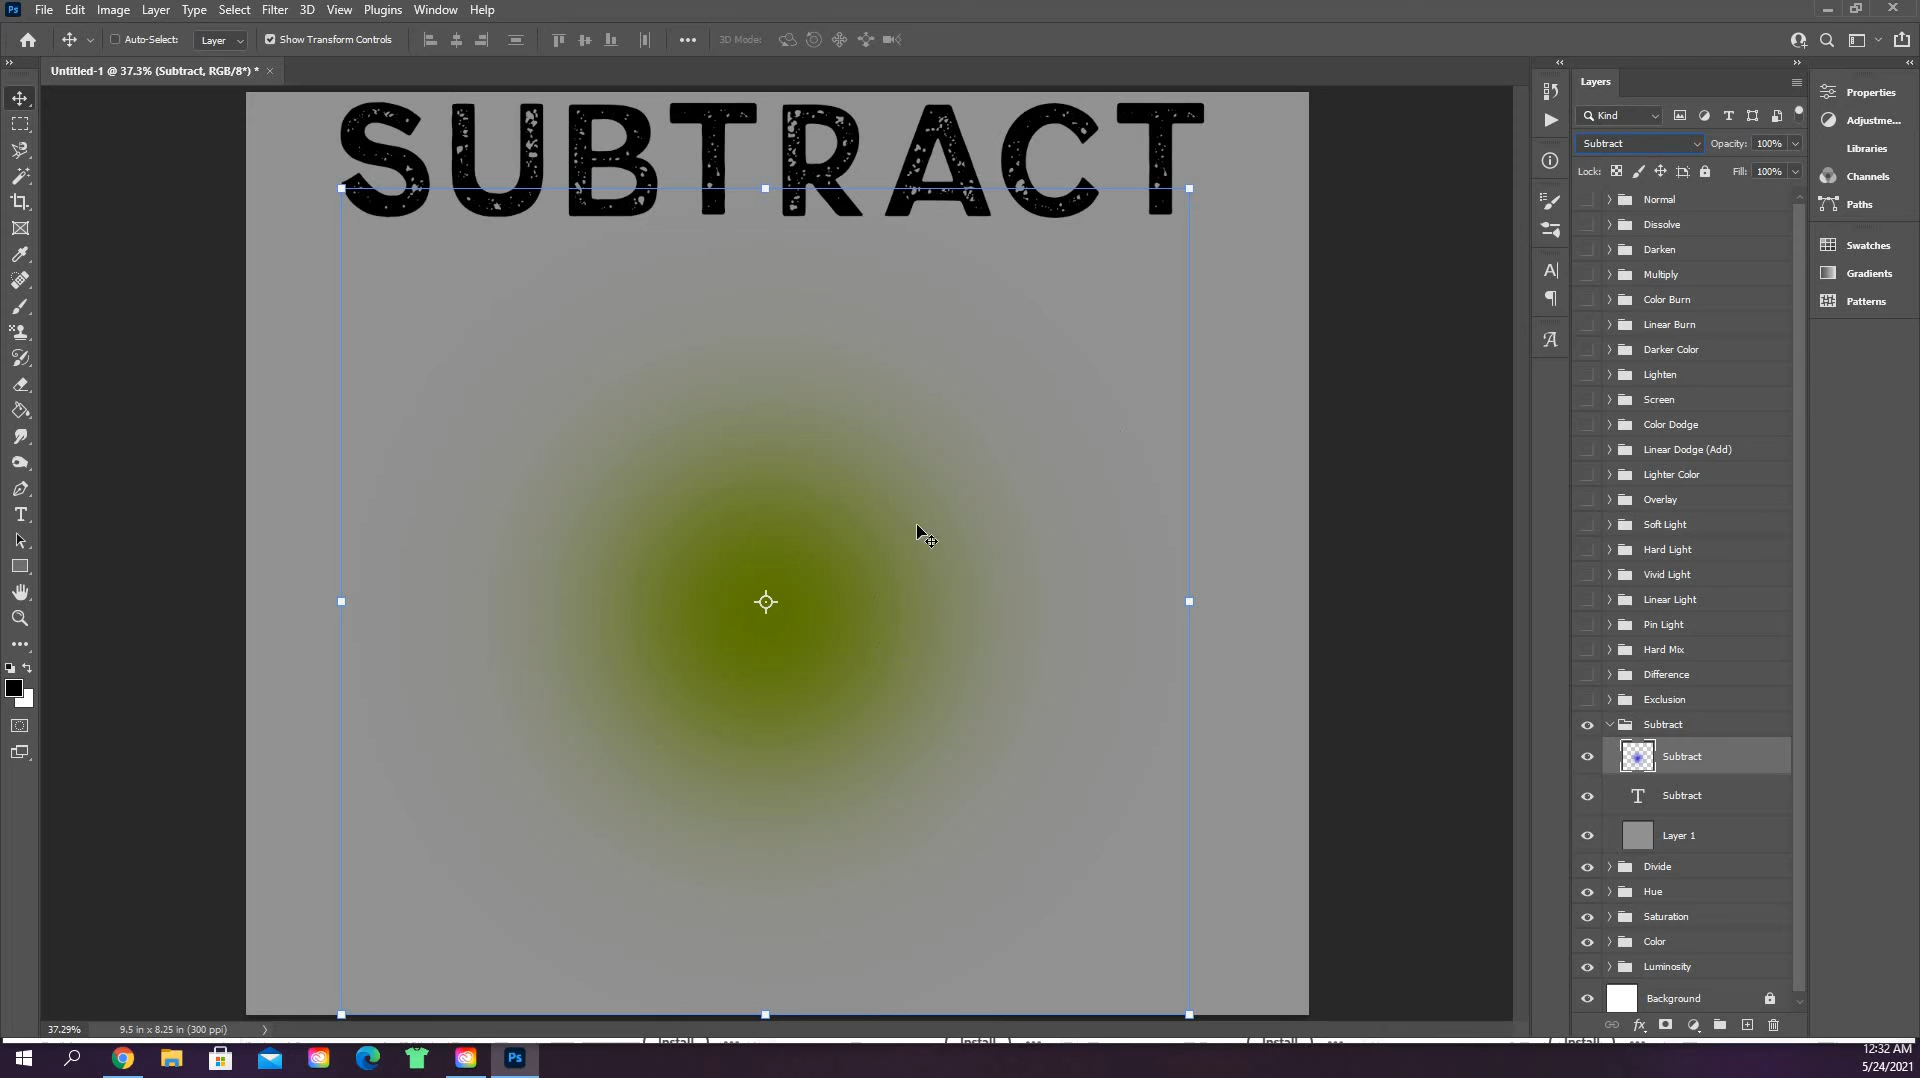 Ps File Edit Image Layer Type Select Filter 3D View Plugins Window Help
Auto-Select: Layer Show Transform Controls 3D Mode:
Untitled-1 @ 37.3% (Subtract, RGB/8*) *
SUBTRACT
37.29% 9.5 in x 8.25 in (300 ppi)
Layers
Kind
Subtract Opacity: 100%
Lock: Fill: 100%
Normal
Dissolve
Darken
Multiply
Color Burn
Linear Burn
Darker Color
Lighten
Screen
Color Dodge
Linear Dodge (Add)
Lighter Color
Overlay
Soft Light
Hard Light
Vivid Light
Linear Light
Pin Light
Hard Mix
Difference
Exclusion
Subtract
Subtract
Subtract
Layer 1
Divide
Hue
Saturation
Color
Luminosity
Background
Properties
Adjustme...
Libraries
Channels
Paths
Swatches
Gradients
Patterns
Ps
12:32 AM
5/24/2021